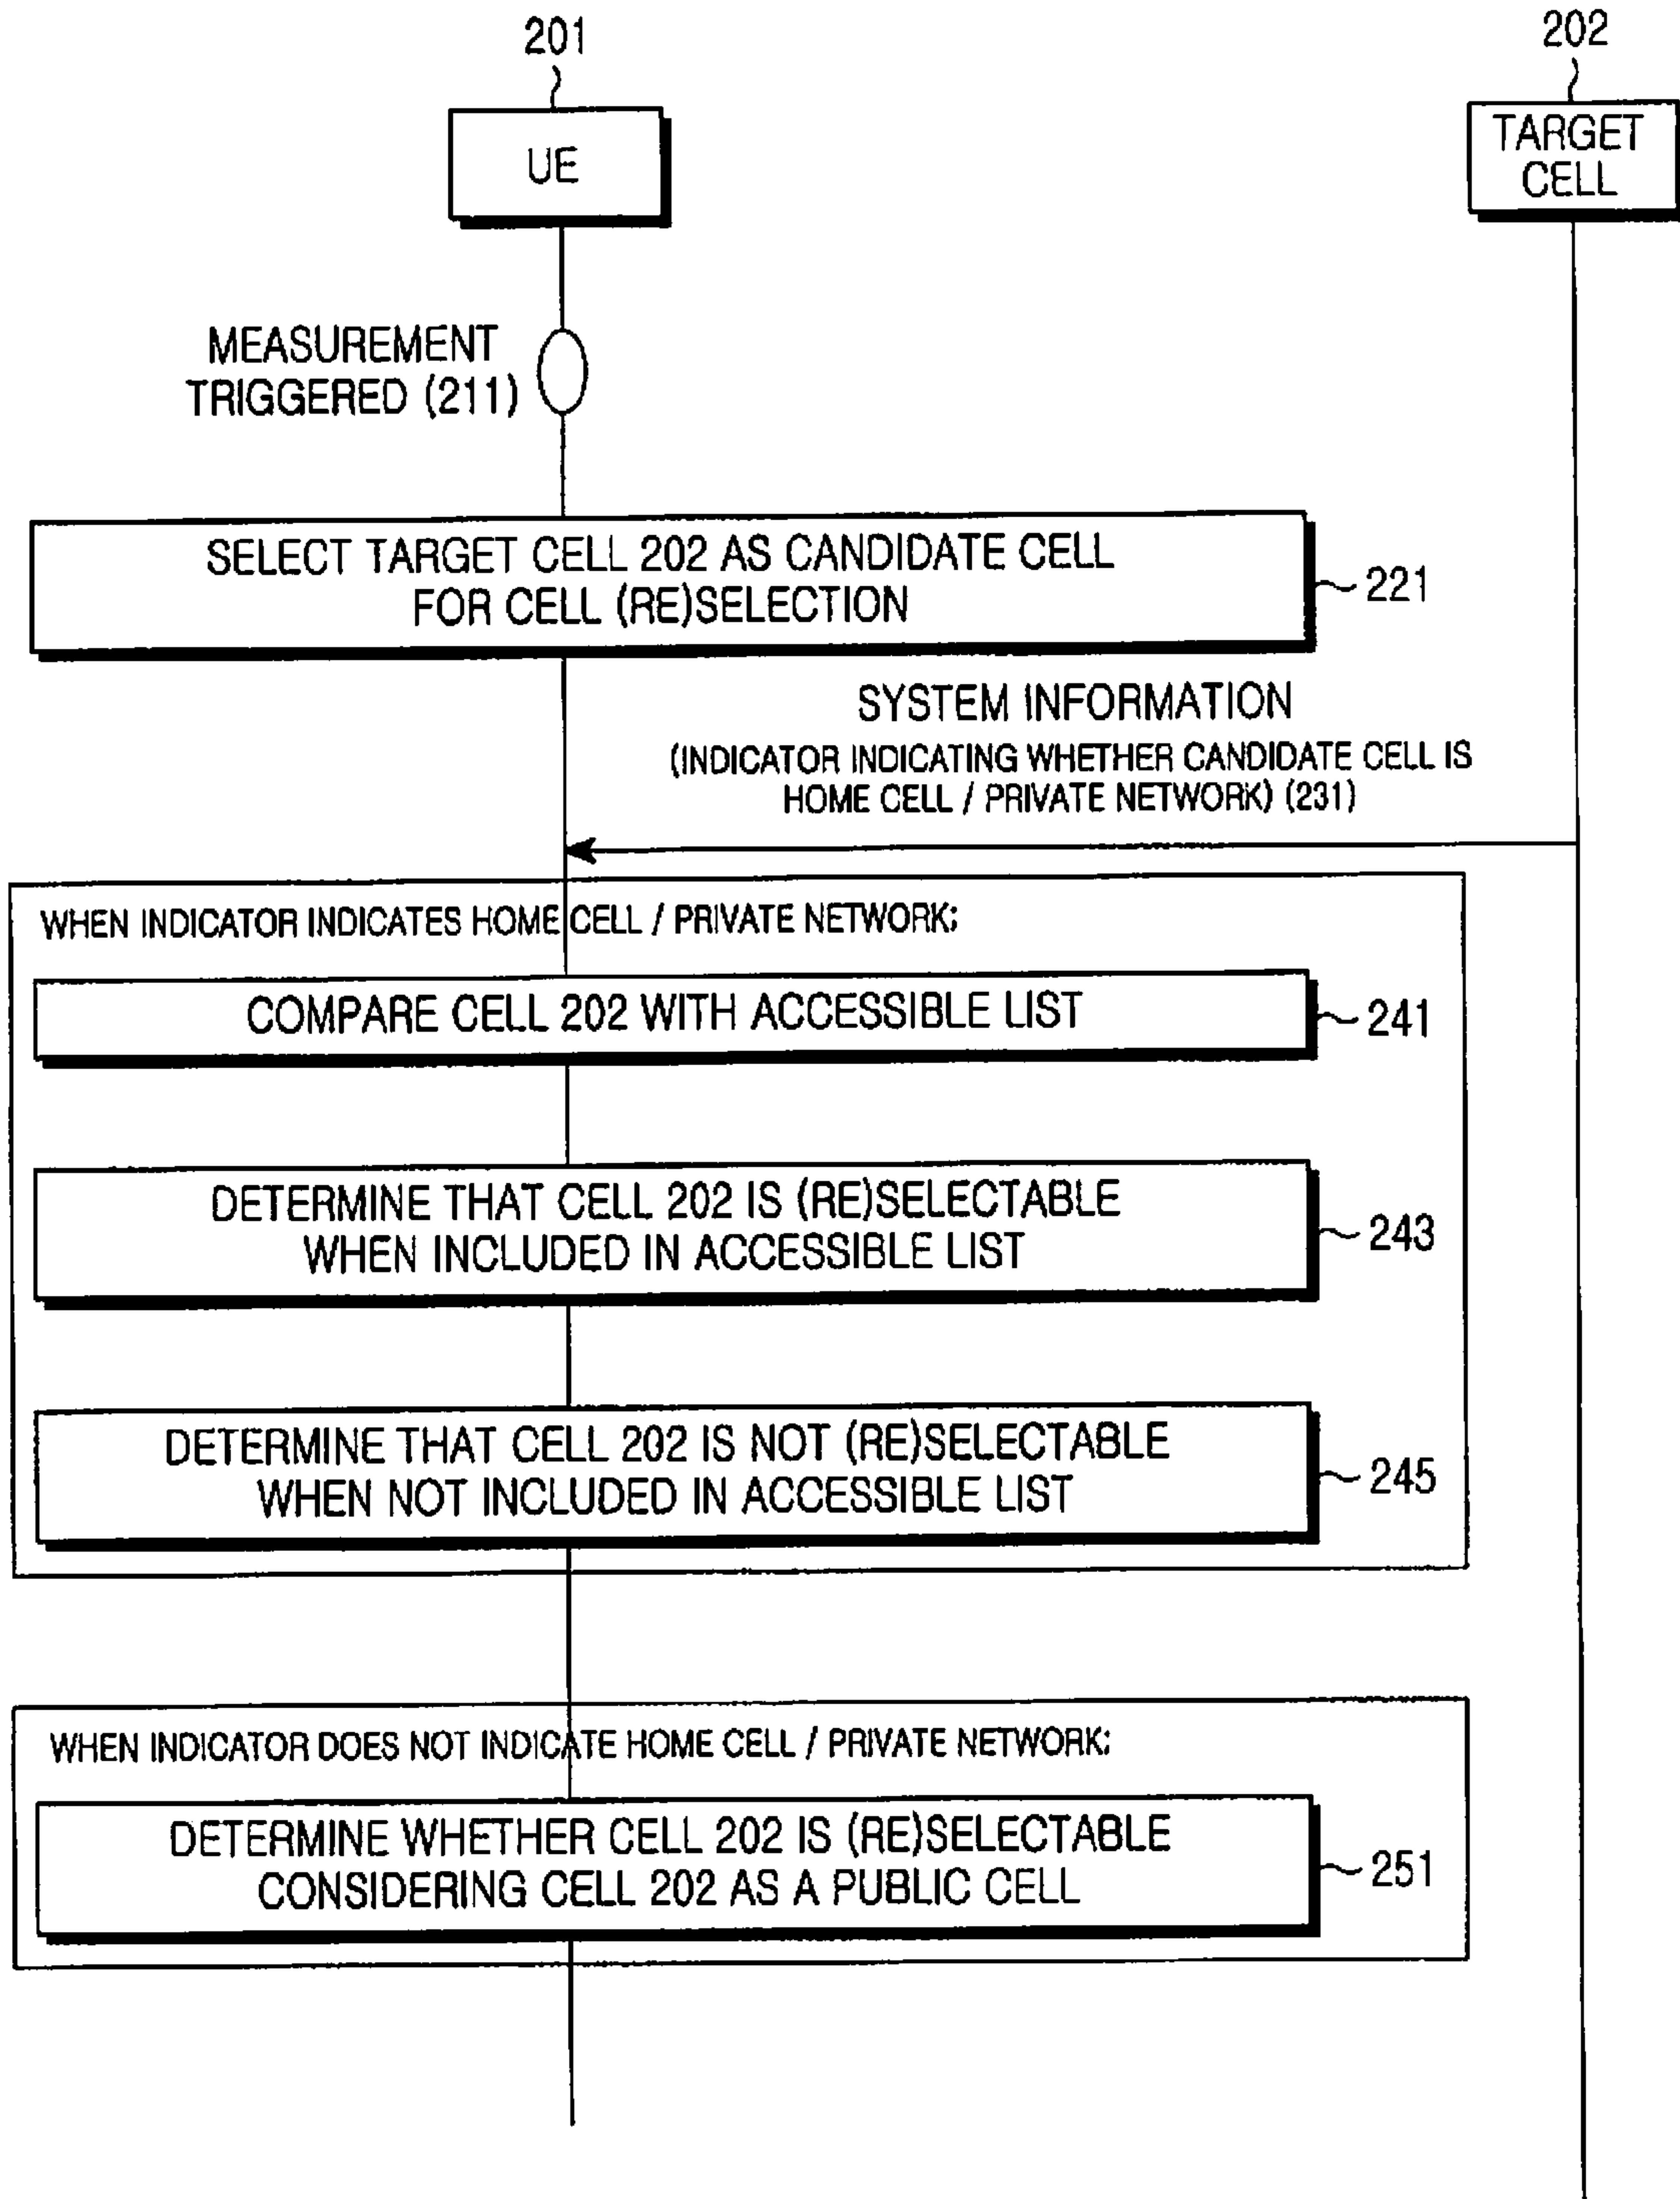 201
202
UE
TARGET
CELL
MEASUREMENT
TRIGGERED (211)
SELECT TARGET CELL 202 AS CANDIDATE CELL
FOR CELL (RE)SELECTION
221
SYSTEM INFORMATION
(INDICATOR INDICATING WHETHER CANDIDATE CELL IS
HOME CELL / PRIVATE NETWORK) (231)
WHEN INDICATOR INDICATES HOME CELL / PRIVATE NETWORK:
COMPARE CELL 202 WITH ACCESSIBLE LIST
241
DETERMINE THAT CELL 202 IS (RE)SELECTABLE
WHEN INCLUDED IN ACCESSIBLE LIST
243
DETERMINE THAT CELL 202 IS NOT (RE)SELECTABLE
WHEN NOT INCLUDED IN ACCESSIBLE LIST
245
WHEN INDICATOR DOES NOT INDICATE HOME CELL / PRIVATE NETWORK:
DETERMINE WHETHER CELL 202 IS (RE)SELECTABLE
CONSIDERING CELL 202 AS A PUBLIC CELL
251